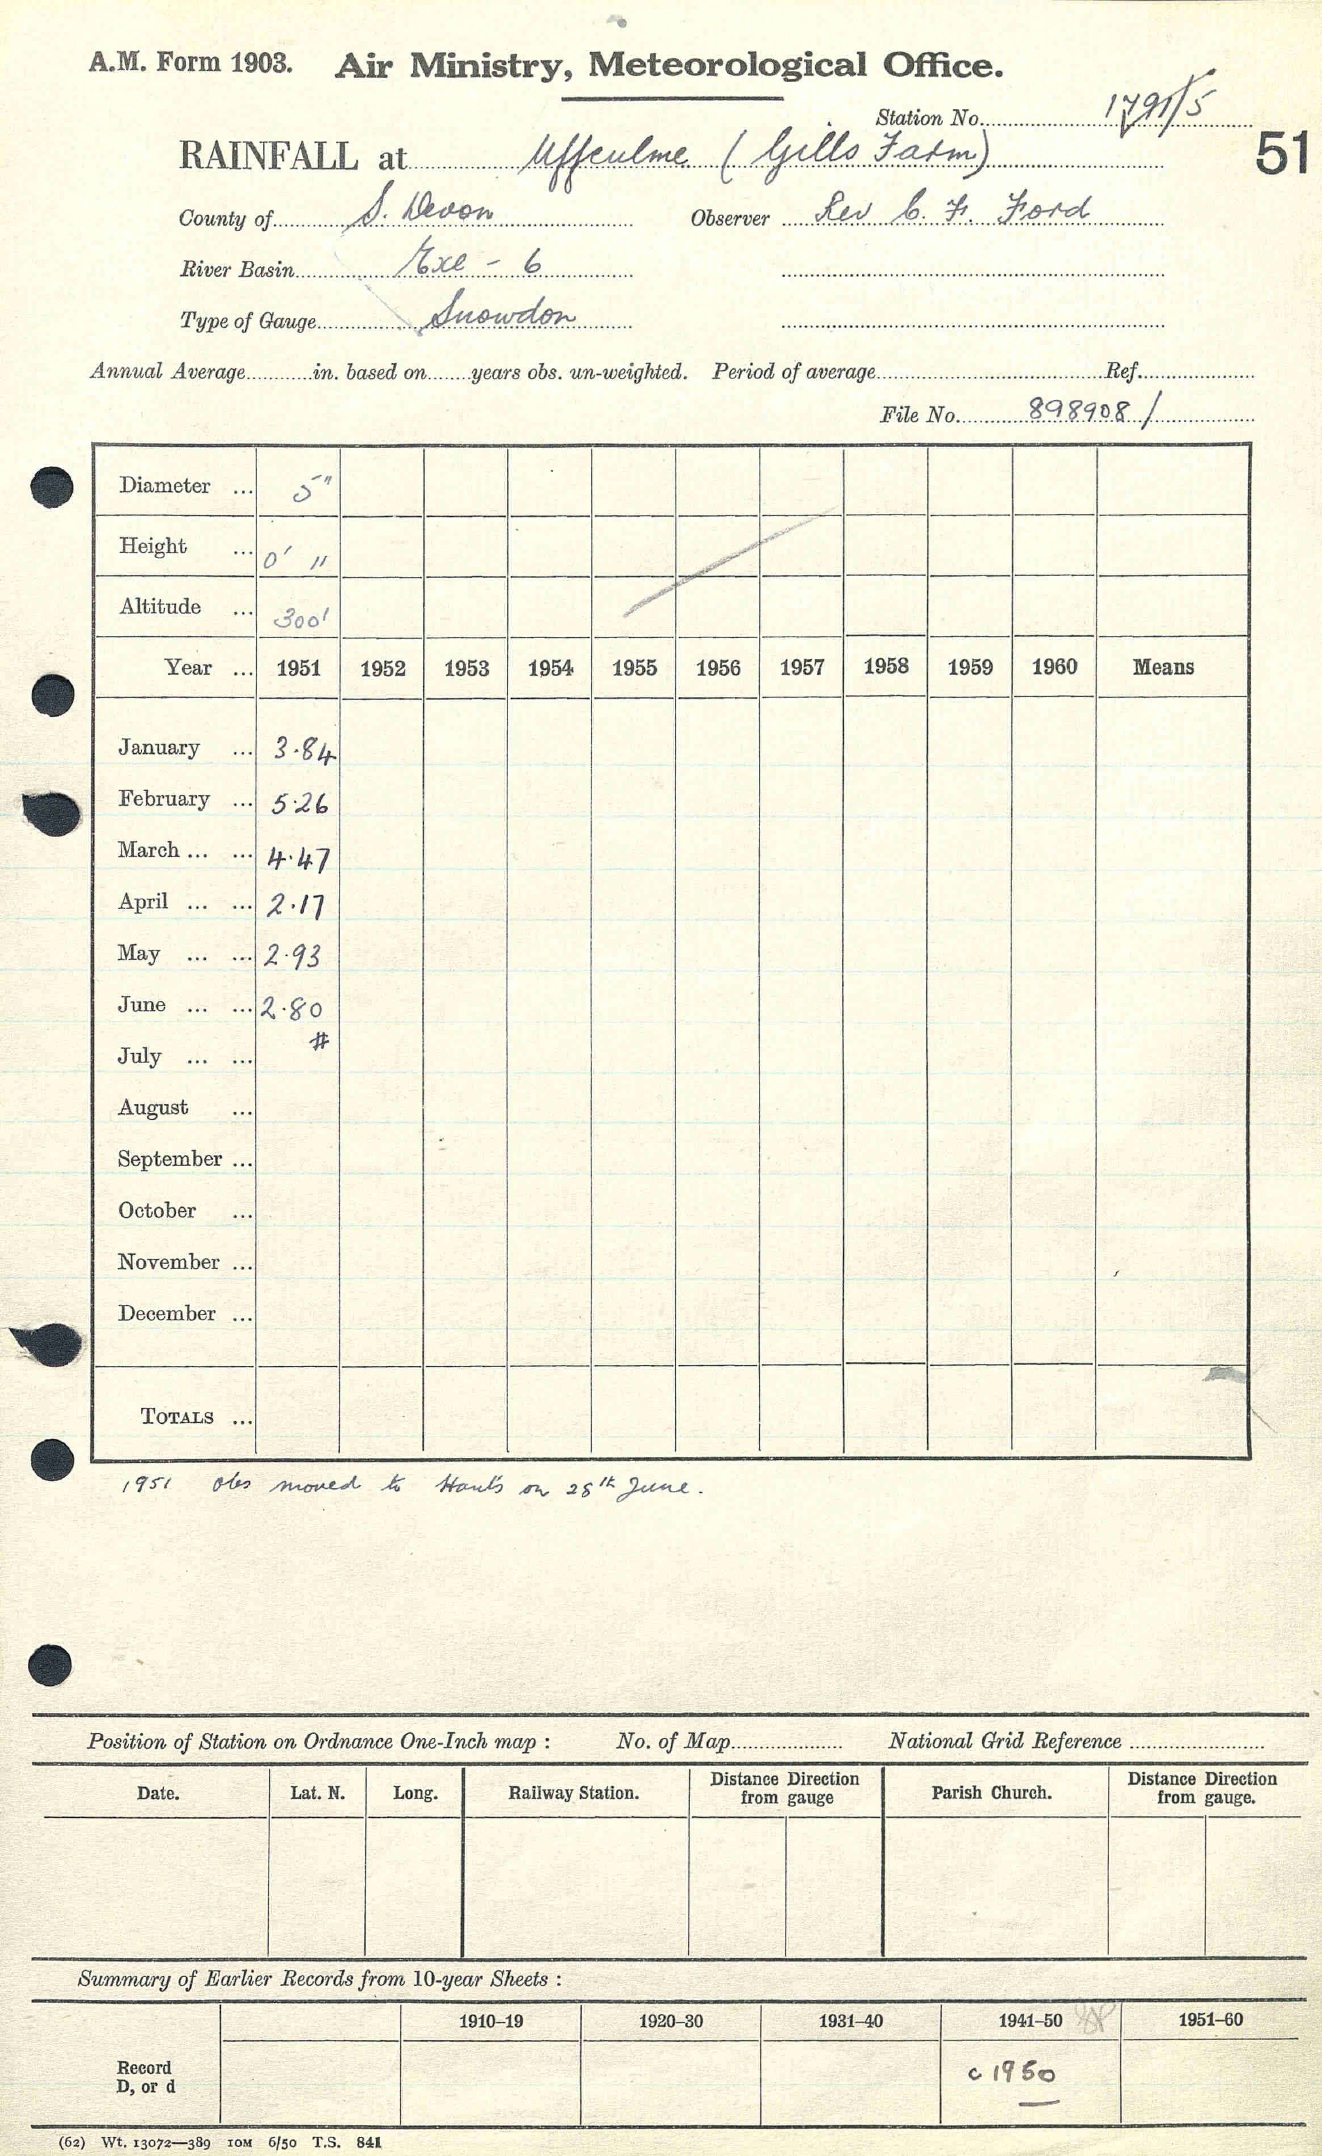 A.M. Form 1903. Air Ministry, Meteorological Office.
Station No. 1791/5
RAINFALL at Uffculme (Gills Farm)
51
County of S. Devon Observer Rev C. F. Ford
River Basin Exe - 6
Type of Gauge Snowdon
Annual Average in. based on years obs. un-weighted. Period of average Ref.
File No. 898908/
Diameter ... 5"
Height ... 0' "
Altitude ... 300'
Year ... 1951 1952 1953 1954 1955 1956 1957 1958 1959 1960 Means
January ... 3.84
February ... 5.26
March ... ... 4.47
April ... ... 2.17
May ... ... 2.93
June ... ... 2.80
#
July ... ...
August ...
September ...
October ...
November ...
December ...
TOTALS ...
1951 Obs moved to Hants on 28th June.
Position of Station on Ordnance One-Inch map : No. of Map National Grid Reference
Date. Lat. N. Long. Railway Station. Distance Direction from gauge Parish Church. Distance Direction from gauge.
Summary of Earlier Records from 10-year Sheets :
1910–19 1920–30 1931–40 1941–50 1951–60
Record
D, or d
c 1950
(62) Wt. 13072—389 10M 6/50 T.S. 841